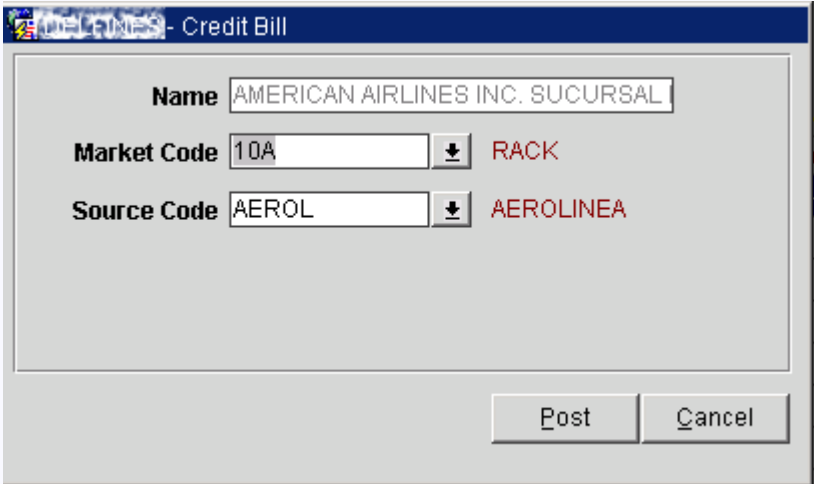 - Credit Bill
Name AMERICAN AIRLINES INC. SUCURSAL
Market Code 10A RACK
Source Code AEROL AEROLINEA
Post Cancel